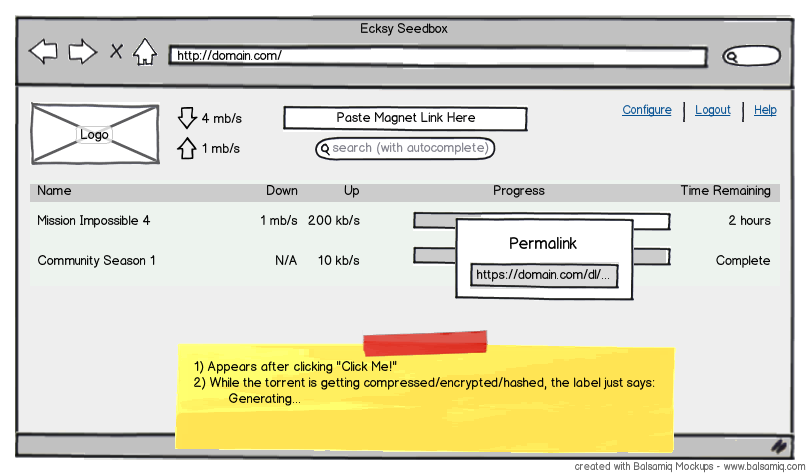 Ecksy Seedbox
http://domain.com/
Logo
4 mb/s
1 mb/s
Paste Magnet Link Here
search (with autocomplete)
Configure Logout Help
Name Down Up Progress Time Remaining
Mission Impossible 4 1 mb/s 200 kb/s 2 hours
Community Season 1 N/A 10 kb/s Complete
Permalink
https://domain.com/dl/...
1) Appears after clicking "Click Me!"
2) While the torrent is getting compressed/encrypted/hashed, the label just says:
Generating...
created with Balsamiq Mockups - www.balsamiq.com